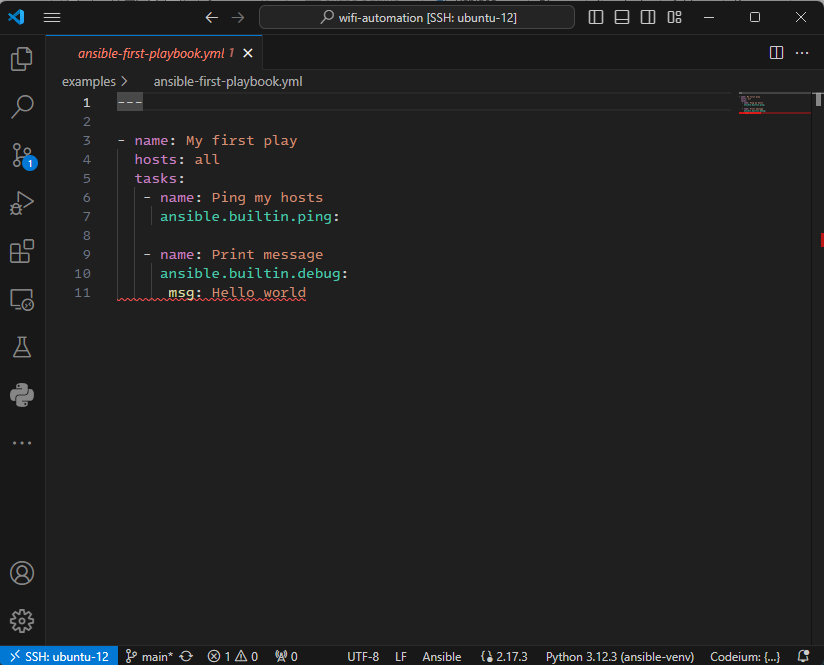 wifi-automation [SSH: ubuntu-12]
ansible-first-playbook.yml 1
examples > ansible-first-playbook.yml
1 ---
2
3 - name: My first play
4 hosts: all
5 tasks:
6 - name: Ping my hosts
7 ansible.builtin.ping:
8
9 - name: Print message
10 ansible.builtin.debug:
11 msg: Hello world
1
SSH: ubuntu-12 main* 1 0 0 UTF-8 LF Ansible 2.17.3 Python 3.12.3 (ansible-venv) Codeium: {...}